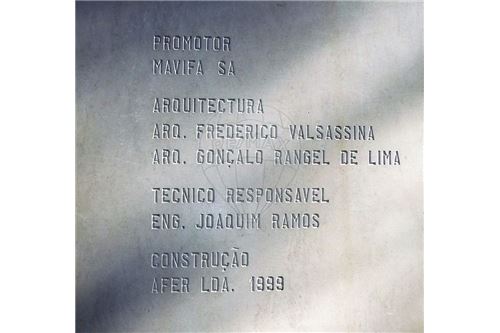 PROMOTOR
MAVIFA SA
ARQUITECTURA
ARQ. FREDERICO VALSASSINA
ARQ. GONÇALO RANGEL DE LIMA
TECNICO RESPONSAVEL
ENG. JOAQUIM RAMOS
CONSTRUÇÃO
AFER LDA. 1999